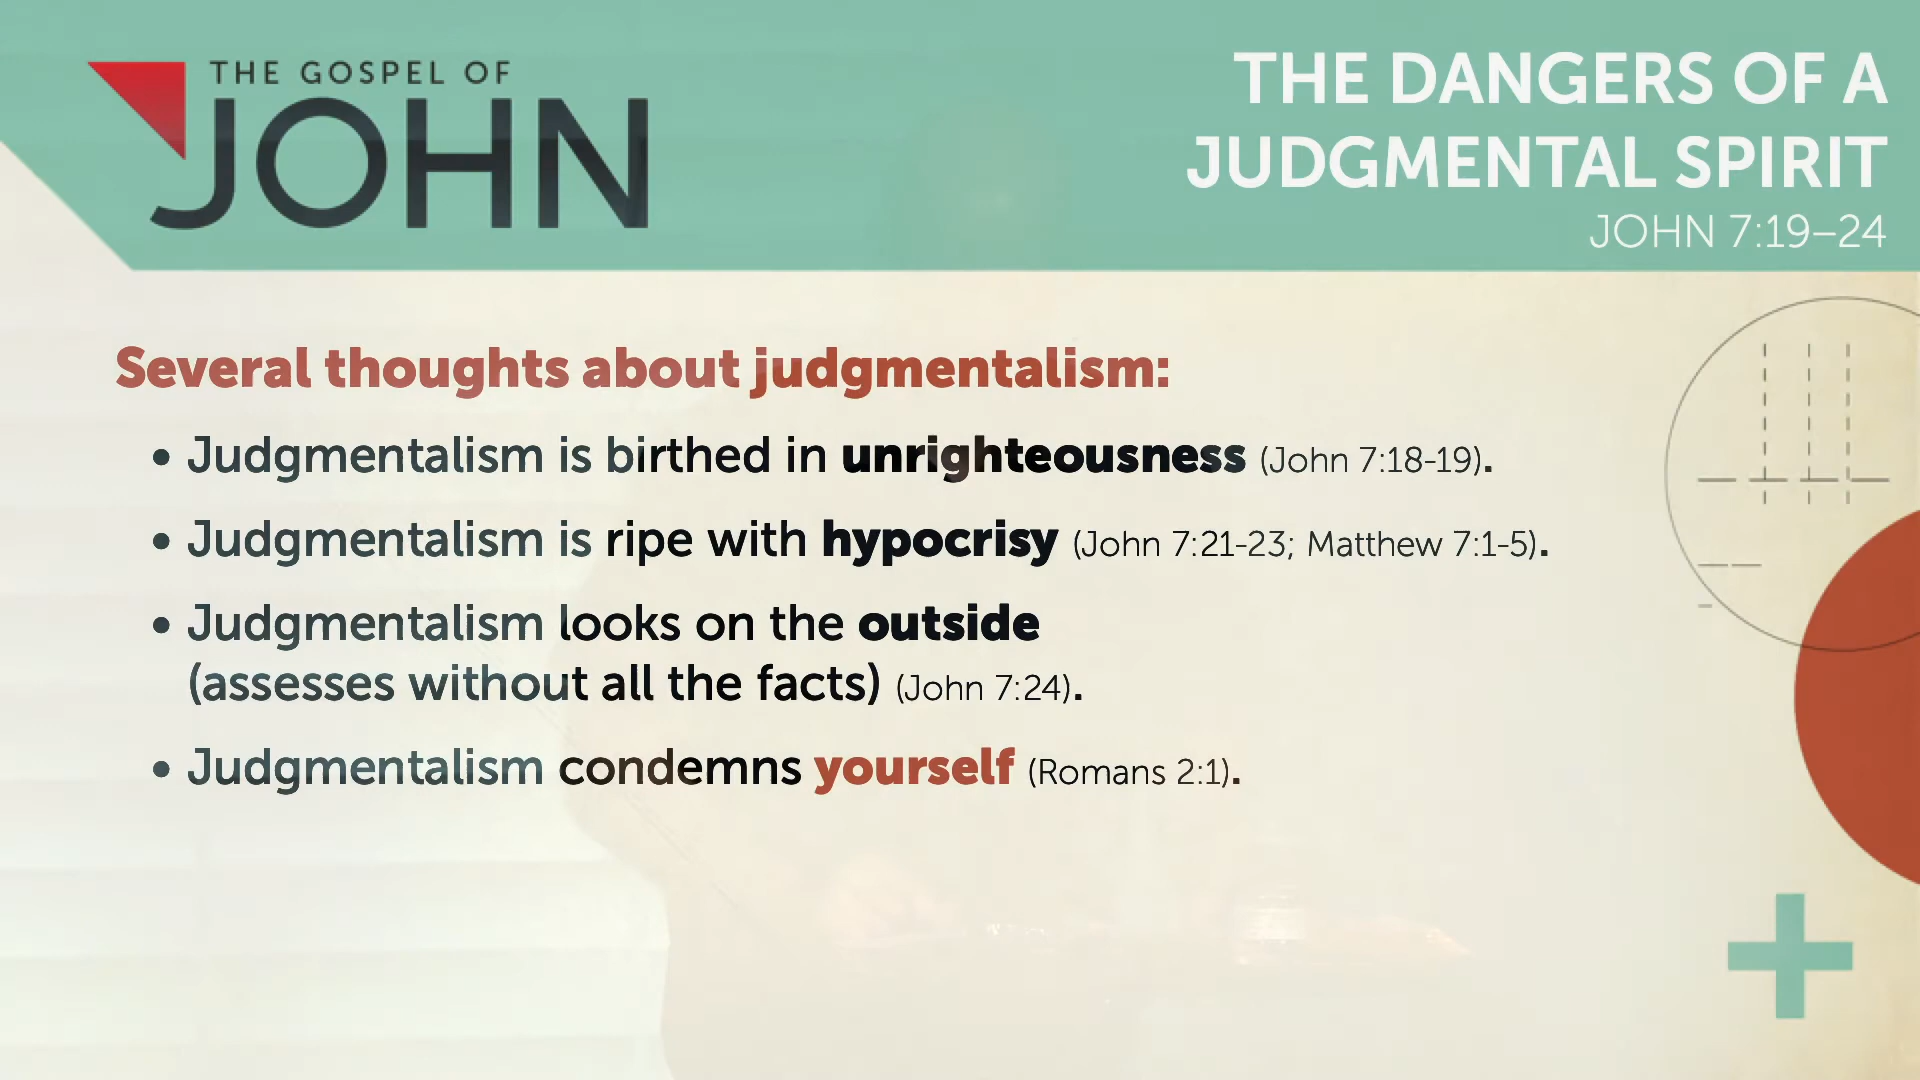 THE GOSPEL OF
JOHN
THE DANGERS OF A
JUDGMENTAL SPIRIT
JOHN 7:19–24
Several thoughts about judgmentalism:
• Judgmentalism is birthed in unrighteousness (John 7:18-19).
• Judgmentalism is ripe with hypocrisy (John 7:21-23; Matthew 7:1-5).
• Judgmentalism looks on the outside
(assesses without all the facts) (John 7:24).
• Judgmentalism condemns yourself (Romans 2:1).